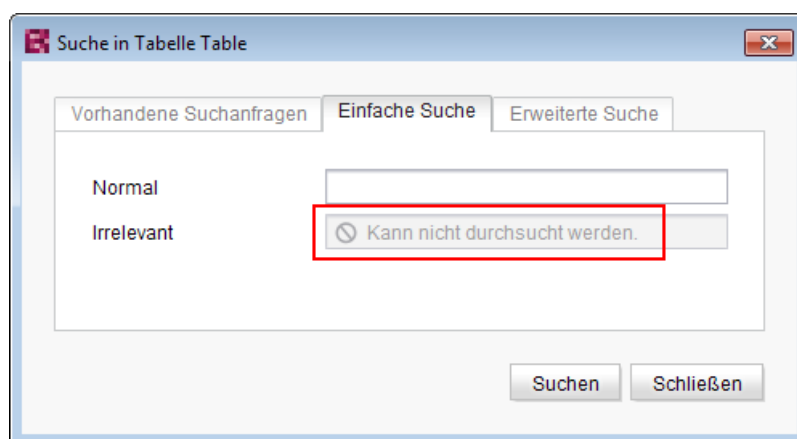 Suche in Tabelle Table
Vorhandene Suchanfragen Einfache Suche Erweiterte Suche
Normal
Irrelevant Kann nicht durchsucht werden.
Suchen Schließen